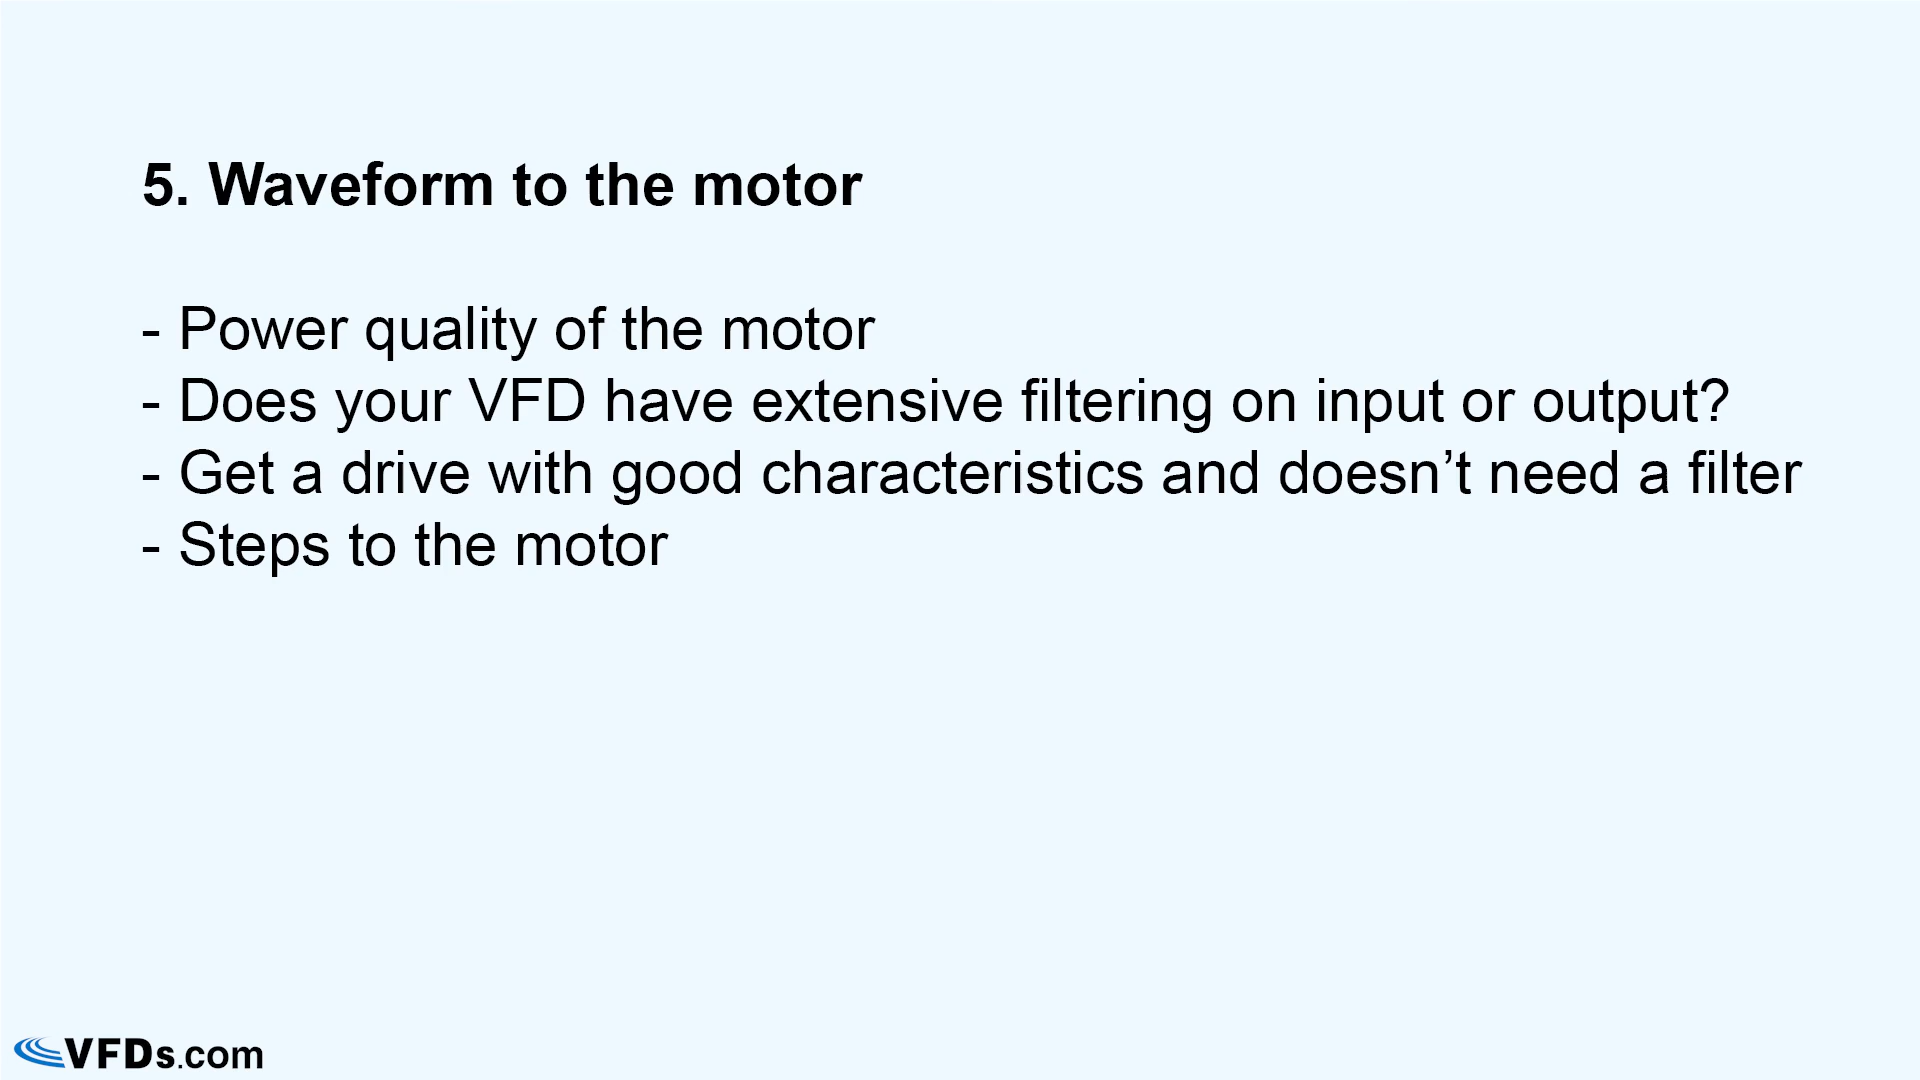 5. Waveform to the motor
- Power quality of the motor
- Does your VFD have extensive filtering on input or output?
- Get a drive with good characteristics and doesn’t need a filter
- Steps to the motor
VFDs.com